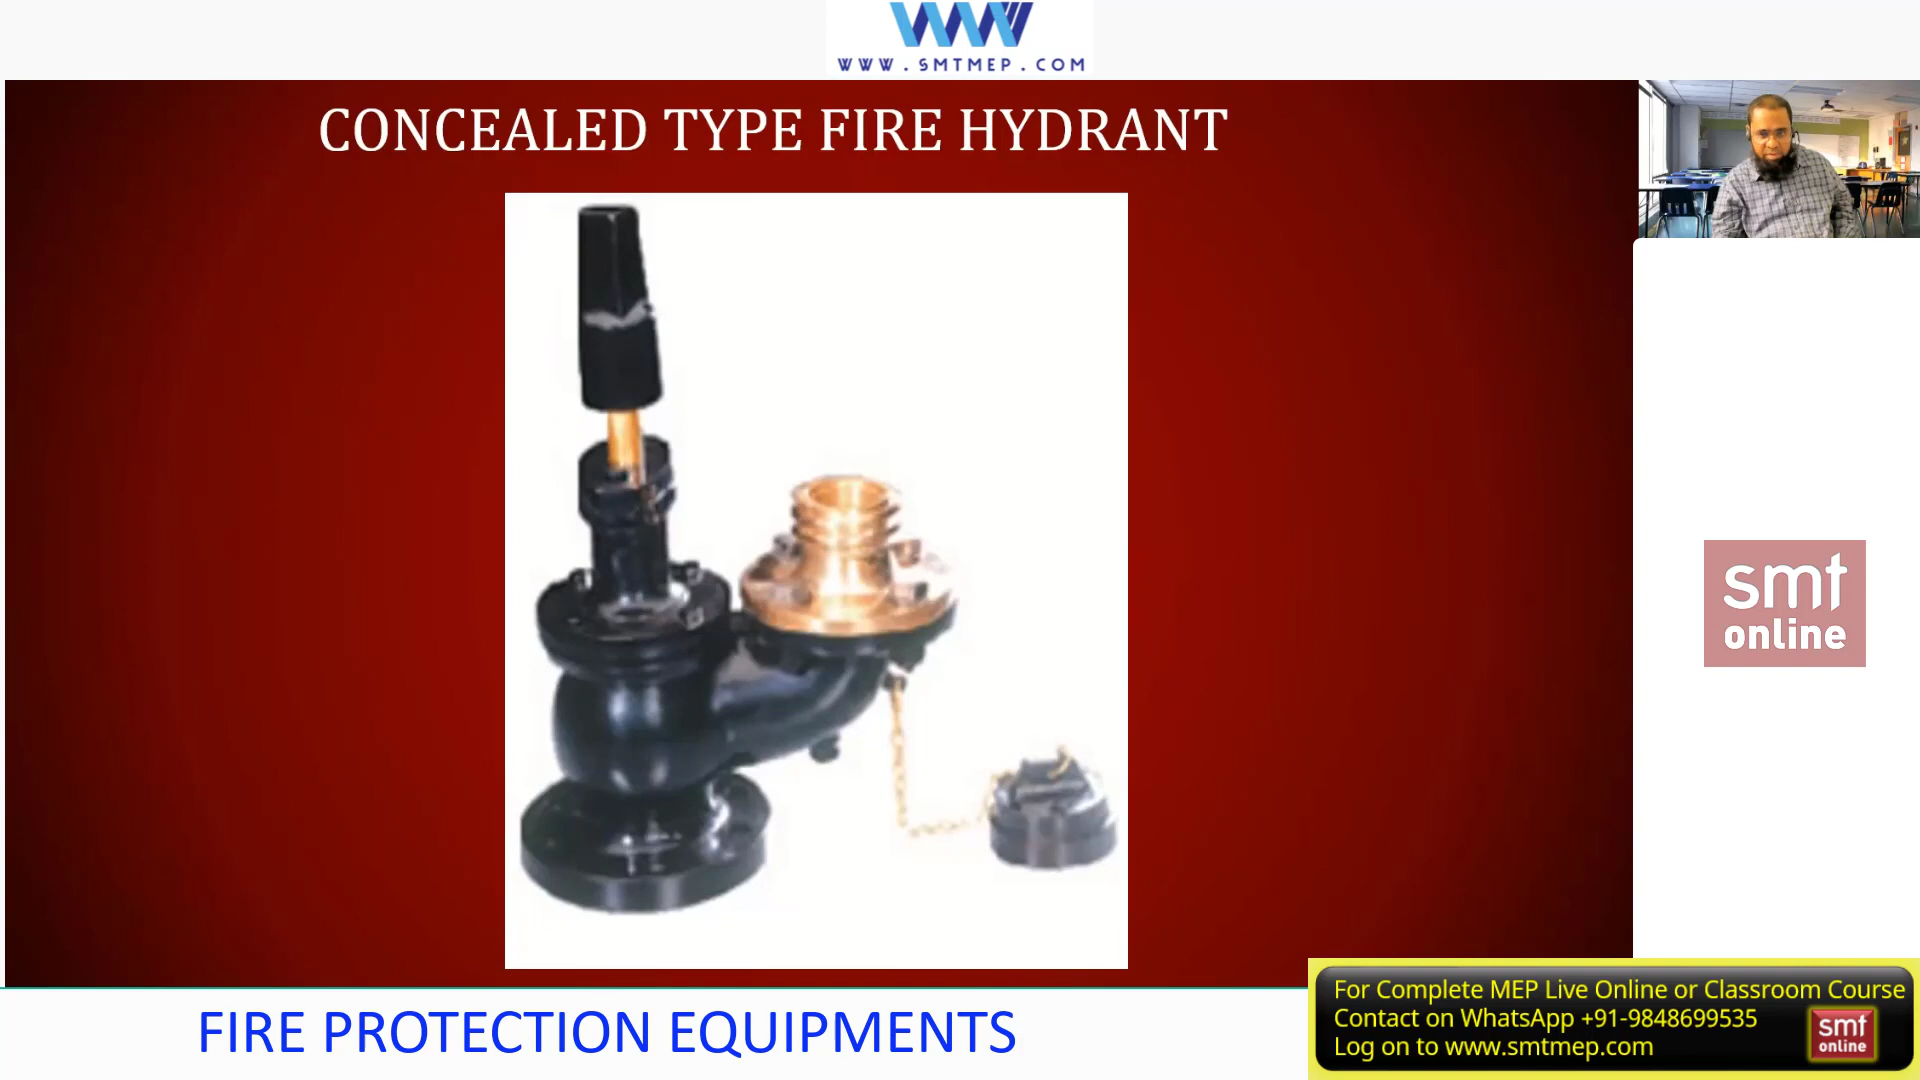 WWW.SMTMEP.COM
CONCEALED TYPE FIRE HYDRANT
smt
online
FIRE PROTECTION EQUIPMENTS
For Complete MEP Live Online or Classroom Course
Contact on WhatsApp +91-9848699535
Log on to www.smtmep.com
smt
online